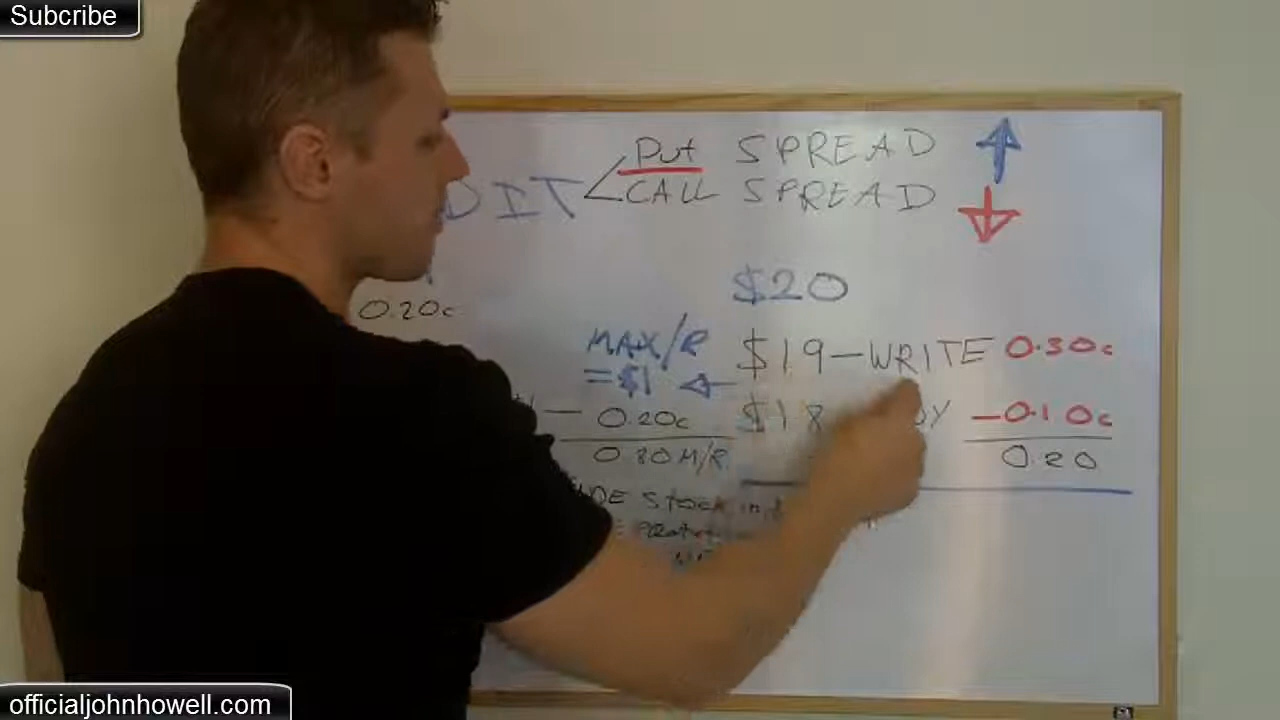 Subcribe
Put SPREAD
DIT CALL SPREAD
$20
0.20c
MAX/R $19-WRITE 0.30c
=$1
— 0.20c $18 -0.10c
0.80 M/R 0.20
STOCK
officialjohnhowell.com